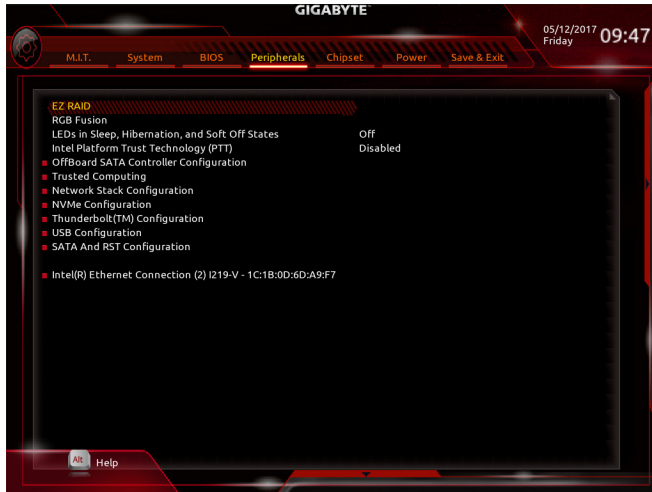 GIGABYTE™
05/12/2017 09:47
Friday
M.I.T. System BIOS Peripherals Chipset Power Save & Exit
EZ RAID
RGB Fusion
LEDs in Sleep, Hibernation, and Soft Off States Off
Intel Platform Trust Technology (PTT) Disabled
OffBoard SATA Controller Configuration
Trusted Computing
Network Stack Configuration
NVMe Configuration
Thunderbolt(TM) Configuration
USB Configuration
SATA And RST Configuration
Intel(R) Ethernet Connection (2) I219-V - 1C:1B:0D:6D:A9:F7
Alt Help